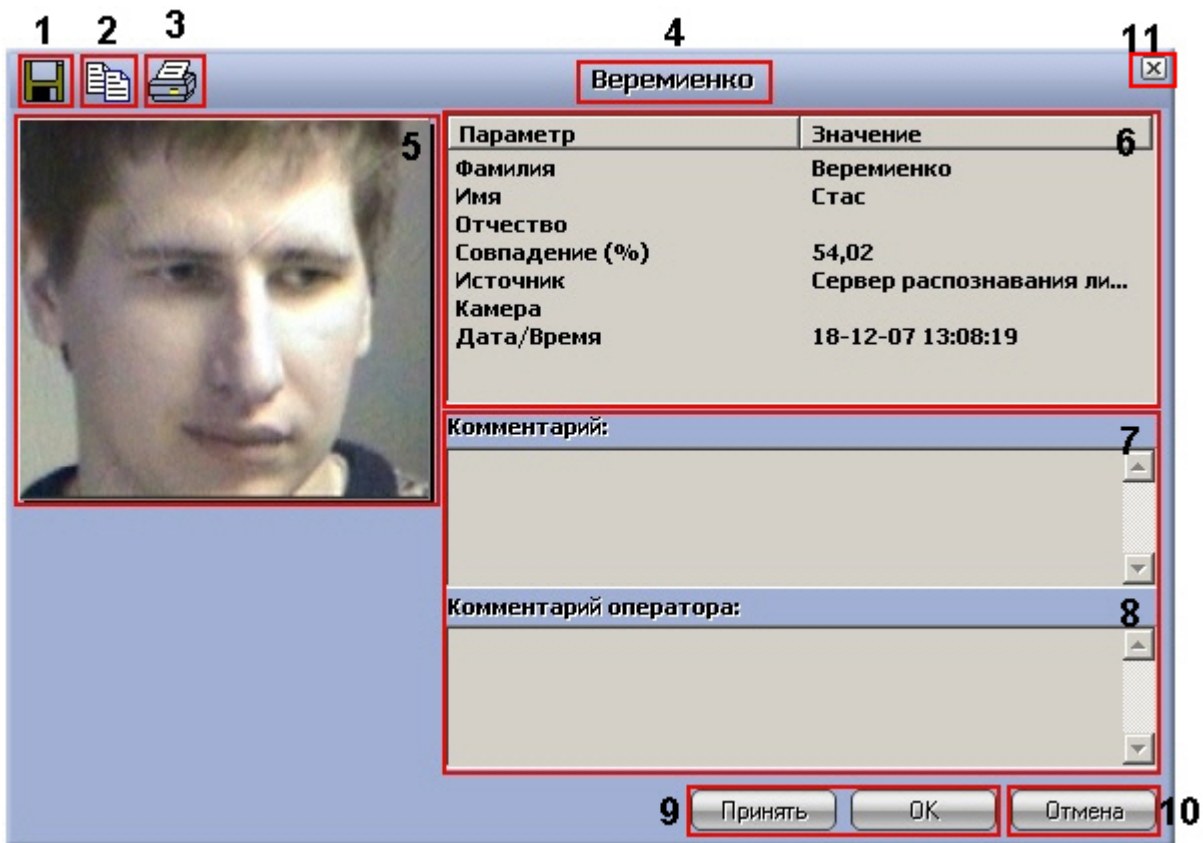 1 2 3 4 11
Веремиенко
5
Параметр Значение 6
Фамилия Веремиенко
Имя Стас
Отчество
Совпадение (%) 54,02
Источник Сервер распознавания ли...
Камера
Дата/Время 18-12-07 13:08:19
Комментарий: 7
Комментарий оператора: 8
9 Принять OK Отмена 10